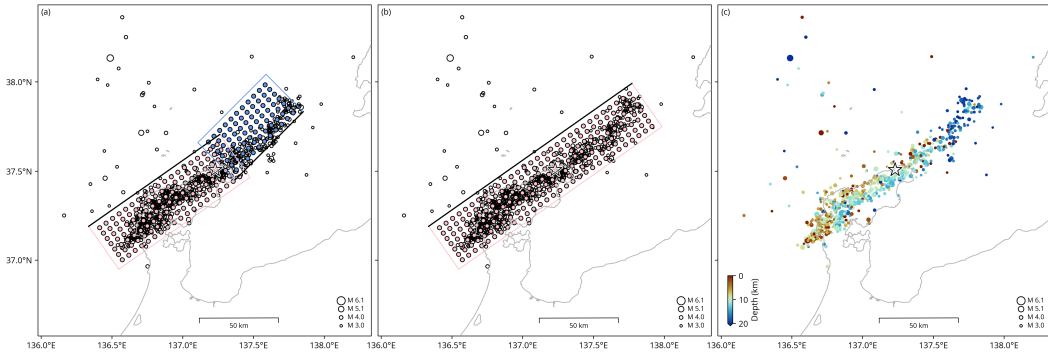 (a)
(b)
(c)
38.0°N
37.5°N
37.0°N
M 6.1
M 5.1
M 4.0
M 3.0
50 km
M 6.1
M 5.1
M 4.0
M 3.0
50 km
0
10
20
Depth (km)
M 6.1
M 5.1
M 4.0
M 3.0
50 km
136.0°E
136.5°E
137.0°E
137.5°E
138.0°E
136.0°E
136.5°E
137.0°E
137.5°E
138.0°E
136.0°E
136.5°E
137.0°E
137.5°E
138.0°E